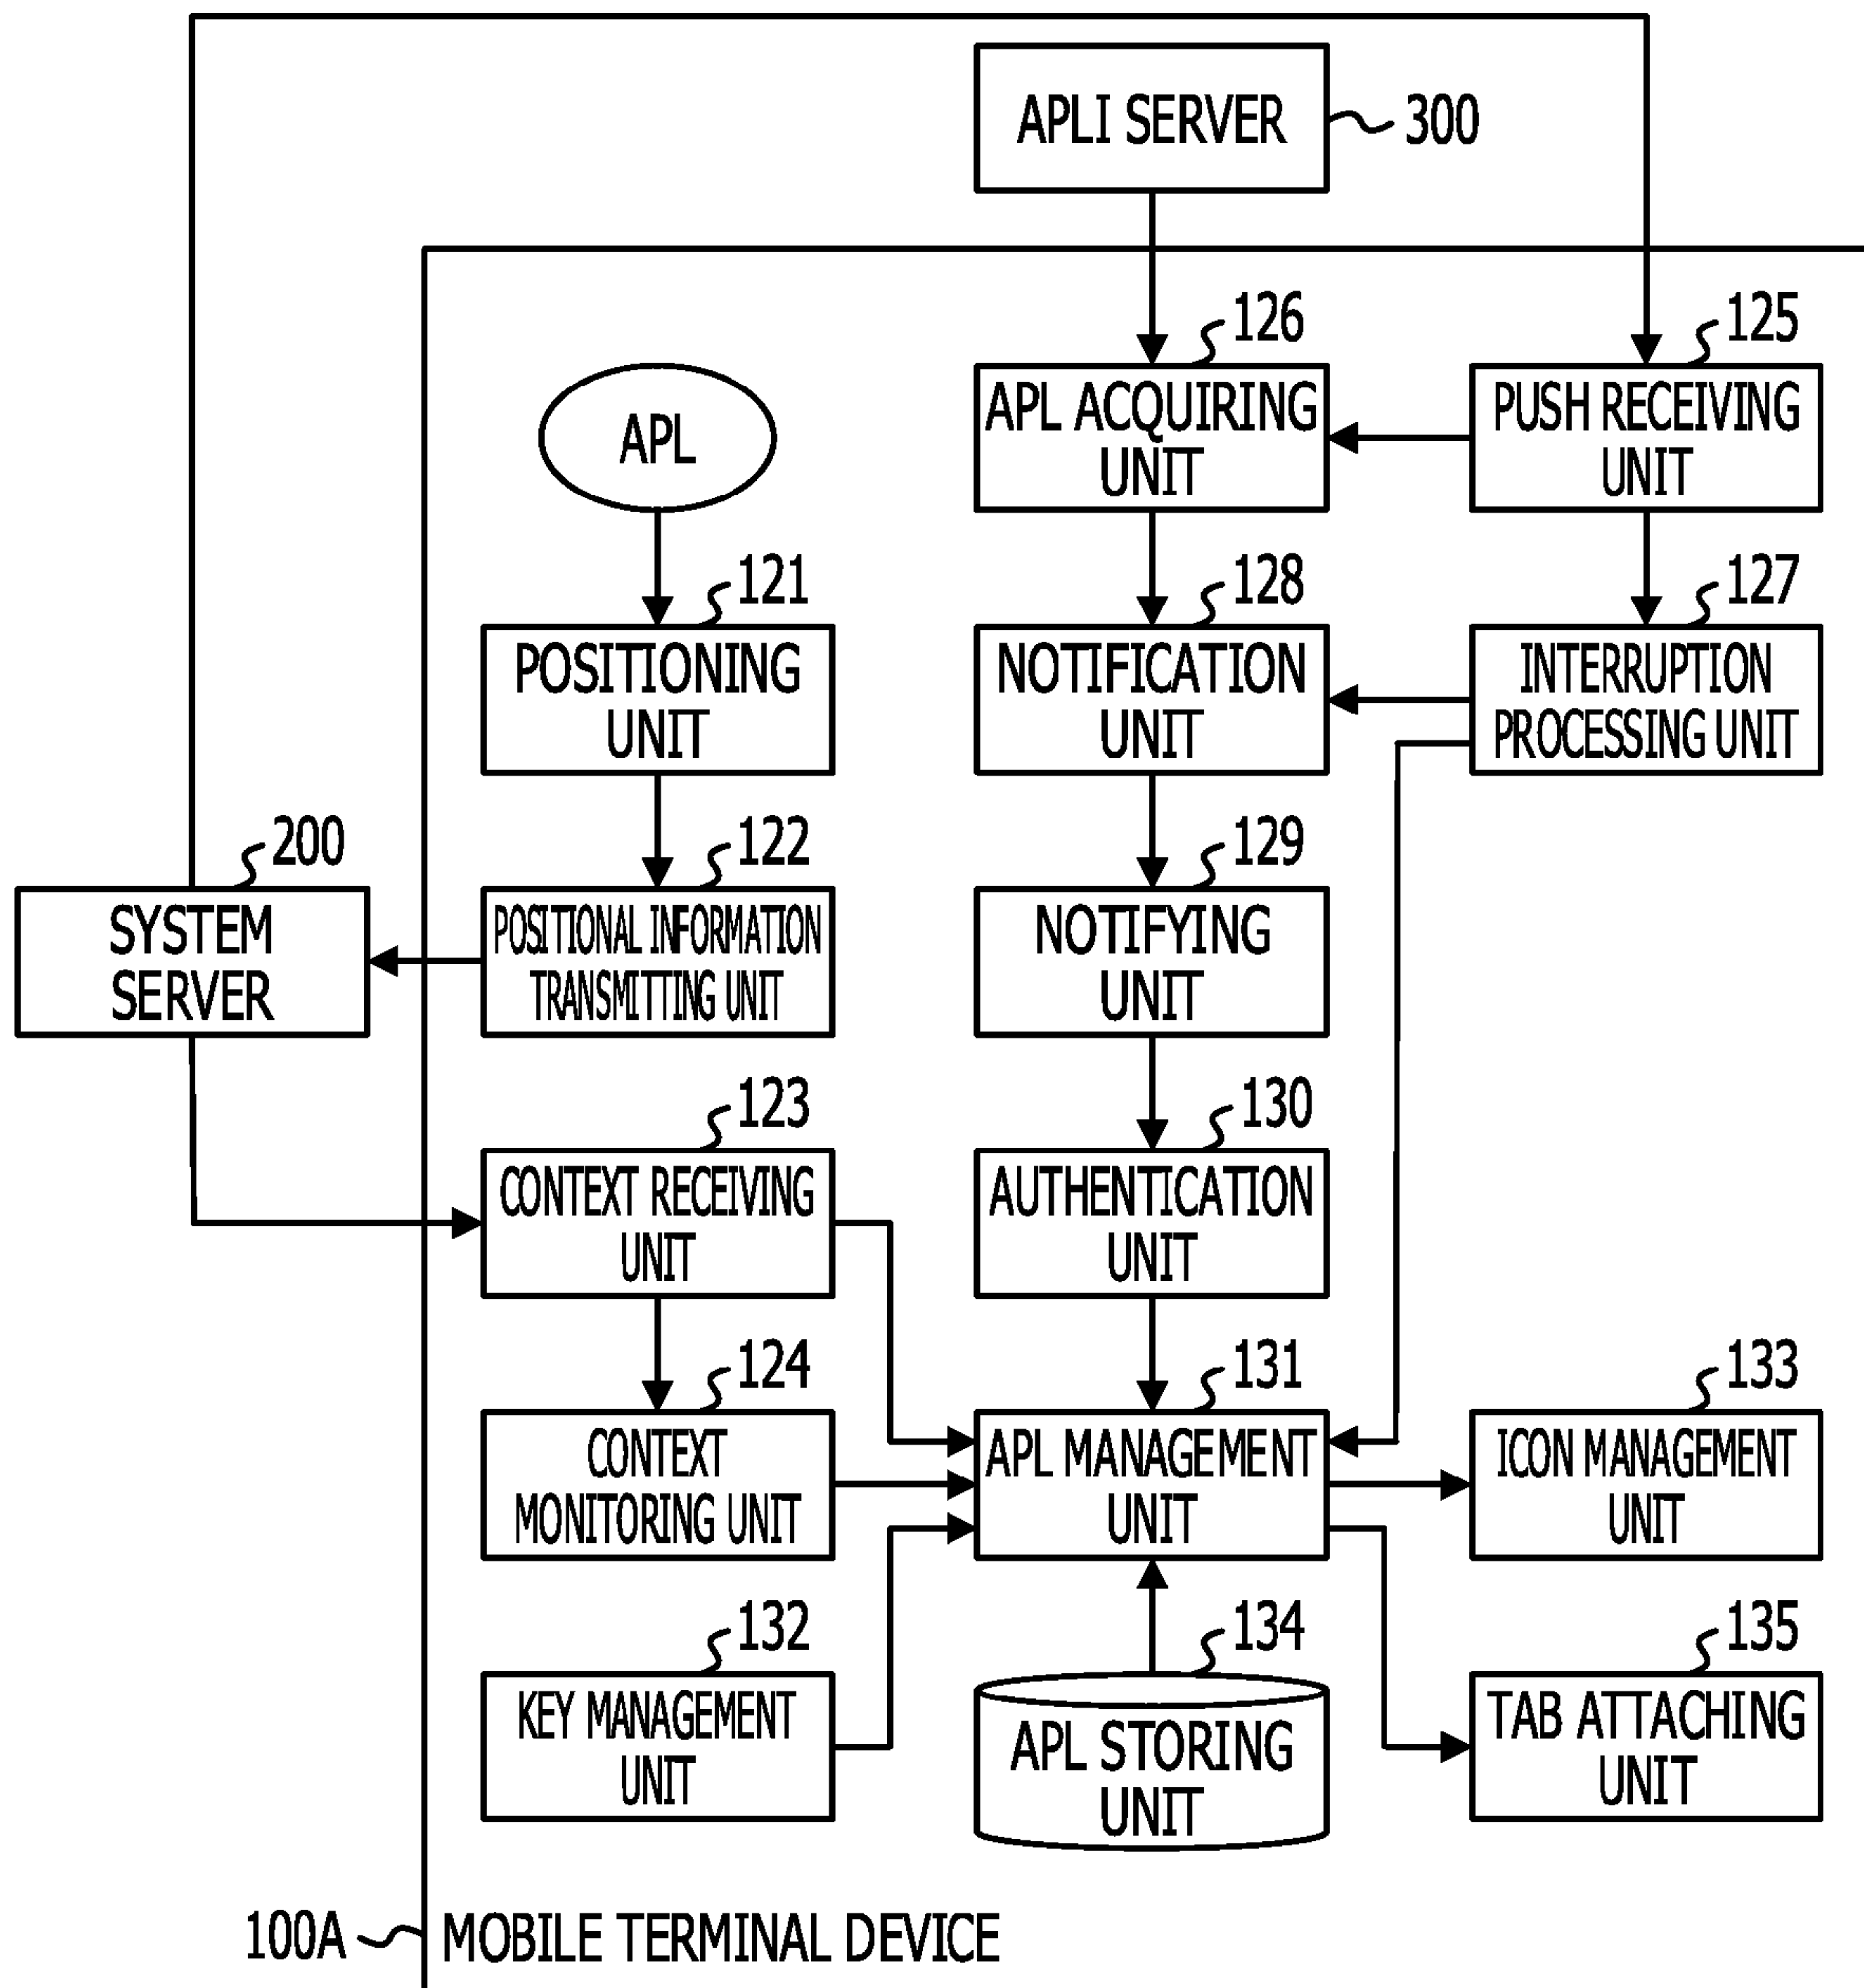 APLI SERVER
300
126
125
APL
APL ACQUIRING
UNIT
PUSH RECEIVING
UNIT
121
128
127
POSITIONING
UNIT
NOTIFICATION
UNIT
INTERRUPTION
PROCESSING UNIT
200
122
129
SYSTEM
SERVER
POSITIONAL INFORMATION
TRANSMITTING UNIT
NOTIFYING
UNIT
123
130
CONTEXT RECEIVING
UNIT
AUTHENTICATION
UNIT
124
131
133
CONTEXT
MONITORING UNIT
APL MANAGEMENT
UNIT
ICON MANAGEMENT
UNIT
132
134
135
KEY MANAGEMENT
UNIT
APL STORING
UNIT
TAB ATTACHING
UNIT
100A
MOBILE TERMINAL DEVICE